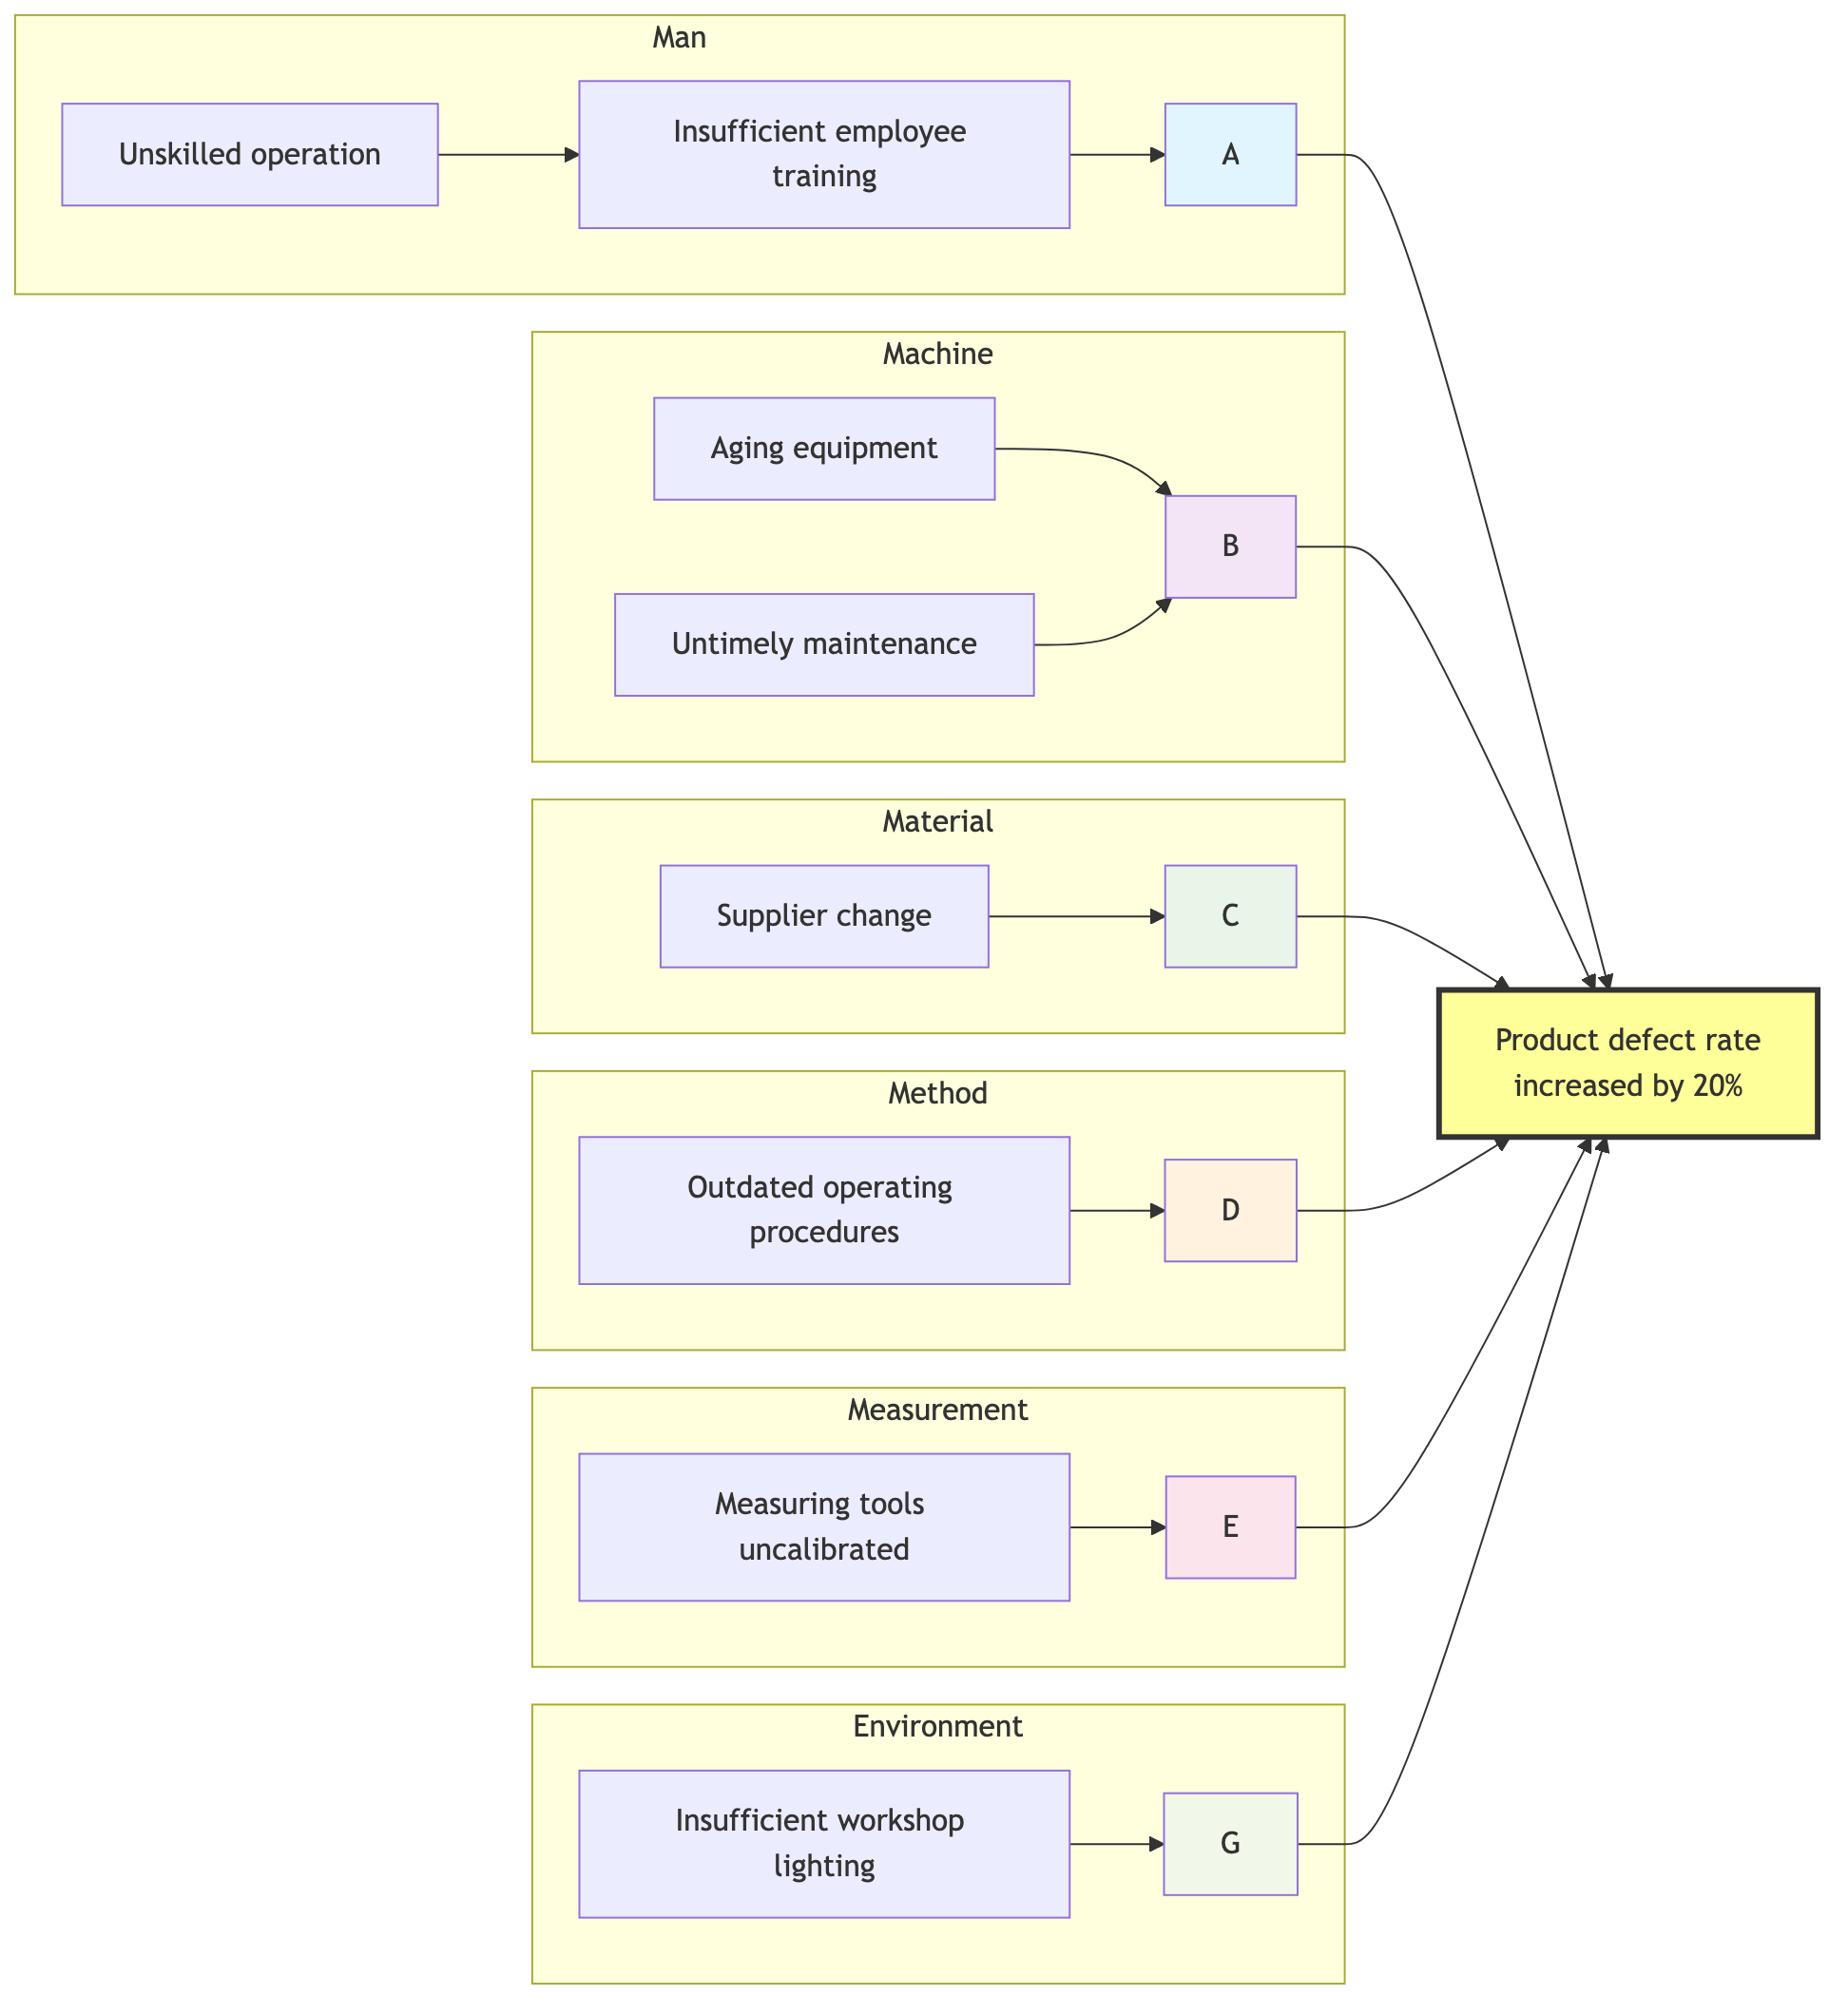 Man
Unskilled operation
Insufficient employee
training
A
Machine
Aging equipment
B
Untimely maintenance
Material
Supplier change
C
Product defect rate
increased by 20%
Method
Outdated operating
procedures
D
Measurement
Measuring tools
uncalibrated
E
Environment
Insufficient workshop
lighting
G